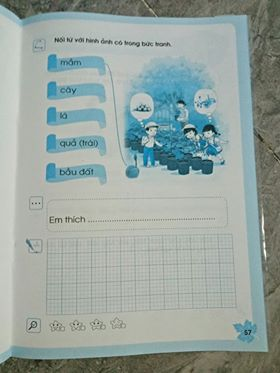 Nối từ với hình ảnh có trong bức tranh.
mầm
cây
lá
quả (trái)
bầu đất
Em thích ........................................
57